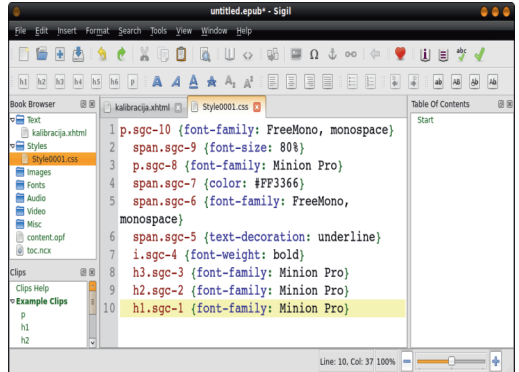 untitled.epub* - Sigil
File Edit Insert Format Search Tools View Window Help
h1 h2 h3 h4 h5 h6 p A A A A₁ A² ab AB Ab Ab
Book Browser
Text
kalibracija.xhtml
Styles
Style0001.css
Images
Fonts
Audio
Video
Misc
content.opf
toc.ncx
Clips
Clips Help
Example Clips
p
h1
h2
kalibracija.xhtml Style0001.css
1 p.sgc-10 {font-family: FreeMono, monospace}
2 span.sgc-9 {font-size: 80%}
3 p.sgc-8 {font-family: Minion Pro}
4 span.sgc-7 {color: #FF3366}
5 span.sgc-6 {font-family: FreeMono,
monospace}
6 span.sgc-5 {text-decoration: underline}
7 i.sgc-4 {font-weight: bold}
8 h3.sgc-3 {font-family: Minion Pro}
9 h2.sgc-2 {font-family: Minion Pro}
10 h1.sgc-1 {font-family: Minion Pro}
Table Of Contents
Start
Line: 10, Col: 37 100%